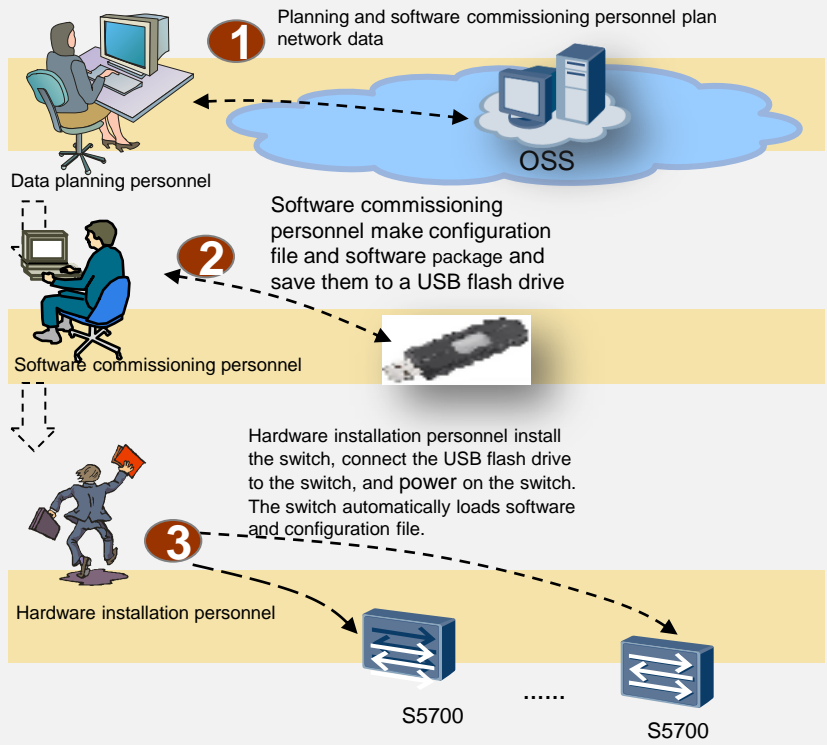 1
Planning and software commissioning personnel plan
network data
OSS
Data planning personnel
2
Software commissioning
personnel make configuration
file and software package and
save them to a USB flash drive
Software commissioning personnel
Hardware installation personnel install
the switch, connect the USB flash drive
to the switch, and power on the switch.
The switch automatically loads software
and configuration file.
3
Hardware installation personnel
S5700
......
S5700